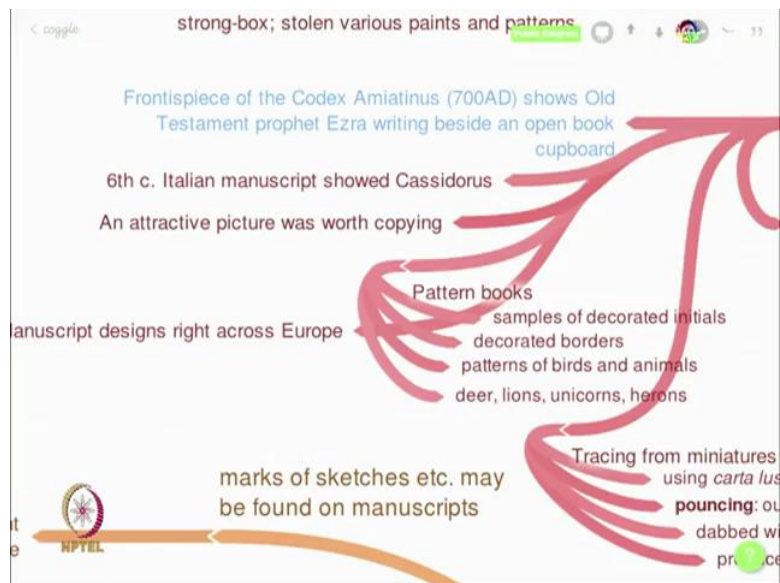 coggle
strong-box; stolen various paints and patterns
Frontispiece of the Codex Amiatinus (700AD) shows Old
Testament prophet Ezra writing beside an open book
cupboard
6th c. Italian manuscript showed Cassidorus
An attractive picture was worth copying
Pattern books
samples of decorated initials
anuscript designs right across Europe
decorated borders
patterns of birds and animals
deer, lions, unicorns, herons
Tracing from miniatures
using carta lus
pouncing: ou
dabbed wi
marks of sketches etc. may
be found on manuscripts
NPTEL
?